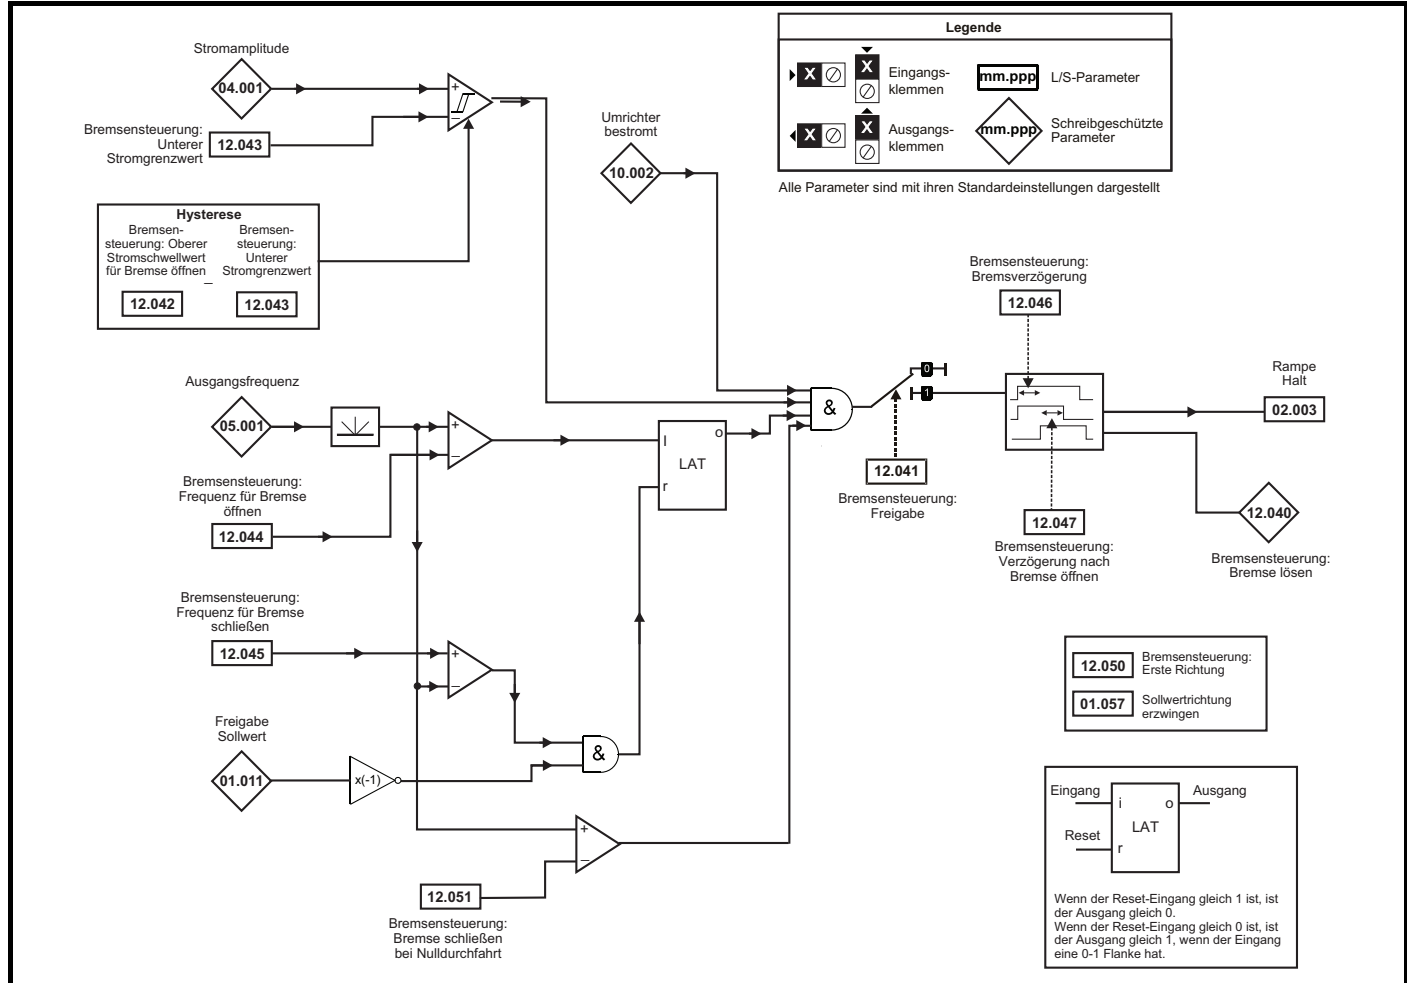 Stromamplitude
04.001
Bremsensteuerung:
Unterer
Stromgrenzwert
12.043
+
−
Hysterese
Bremsen-
steuerung: Oberer
Stromschwellwert
für Bremse öffnen
−
Bremsen-
steuerung:
Unterer
Stromgrenzwert
12.042
12.043
Umrichter
bestromt
10.002
Legende
X
X
Eingangs-
klemmen
mm.ppp
L/S-Parameter
X
X
Ausgangs-
klemmen
mm.ppp
Schreibgeschützte
Parameter
Alle Parameter sind mit ihren Standardeinstellungen dargestellt
Ausgangsfrequenz
05.001
+
−
Bremsensteuerung:
Frequenz für Bremse
öffnen
12.044
I
o
LAT
r
&
0
1
12.041
Bremsensteuerung:
Freigabe
Bremsensteuerung:
Bremsverzögerung
12.046
12.047
Bremsensteuerung:
Verzögerung nach
Bremse öffnen
Rampe
Halt
02.003
12.040
Bremsensteuerung:
Bremse lösen
Bremsensteuerung:
Frequenz für Bremse
schließen
12.045
+
−
Freigabe
Sollwert
01.011
x(-1)
&
+
−
12.051
Bremsensteuerung:
Bremse schließen
bei Nulldurchfahrt
12.050
Bremsensteuerung:
Erste Richtung
01.057
Sollwertrichtung
erzwingen
Eingang
i
o
Ausgang
LAT
Reset
r
Wenn der Reset-Eingang gleich 1 ist, ist
der Ausgang gleich 0.
Wenn der Reset-Eingang gleich 0 ist, ist
der Ausgang gleich 1, wenn der Eingang
eine 0-1 Flanke hat.